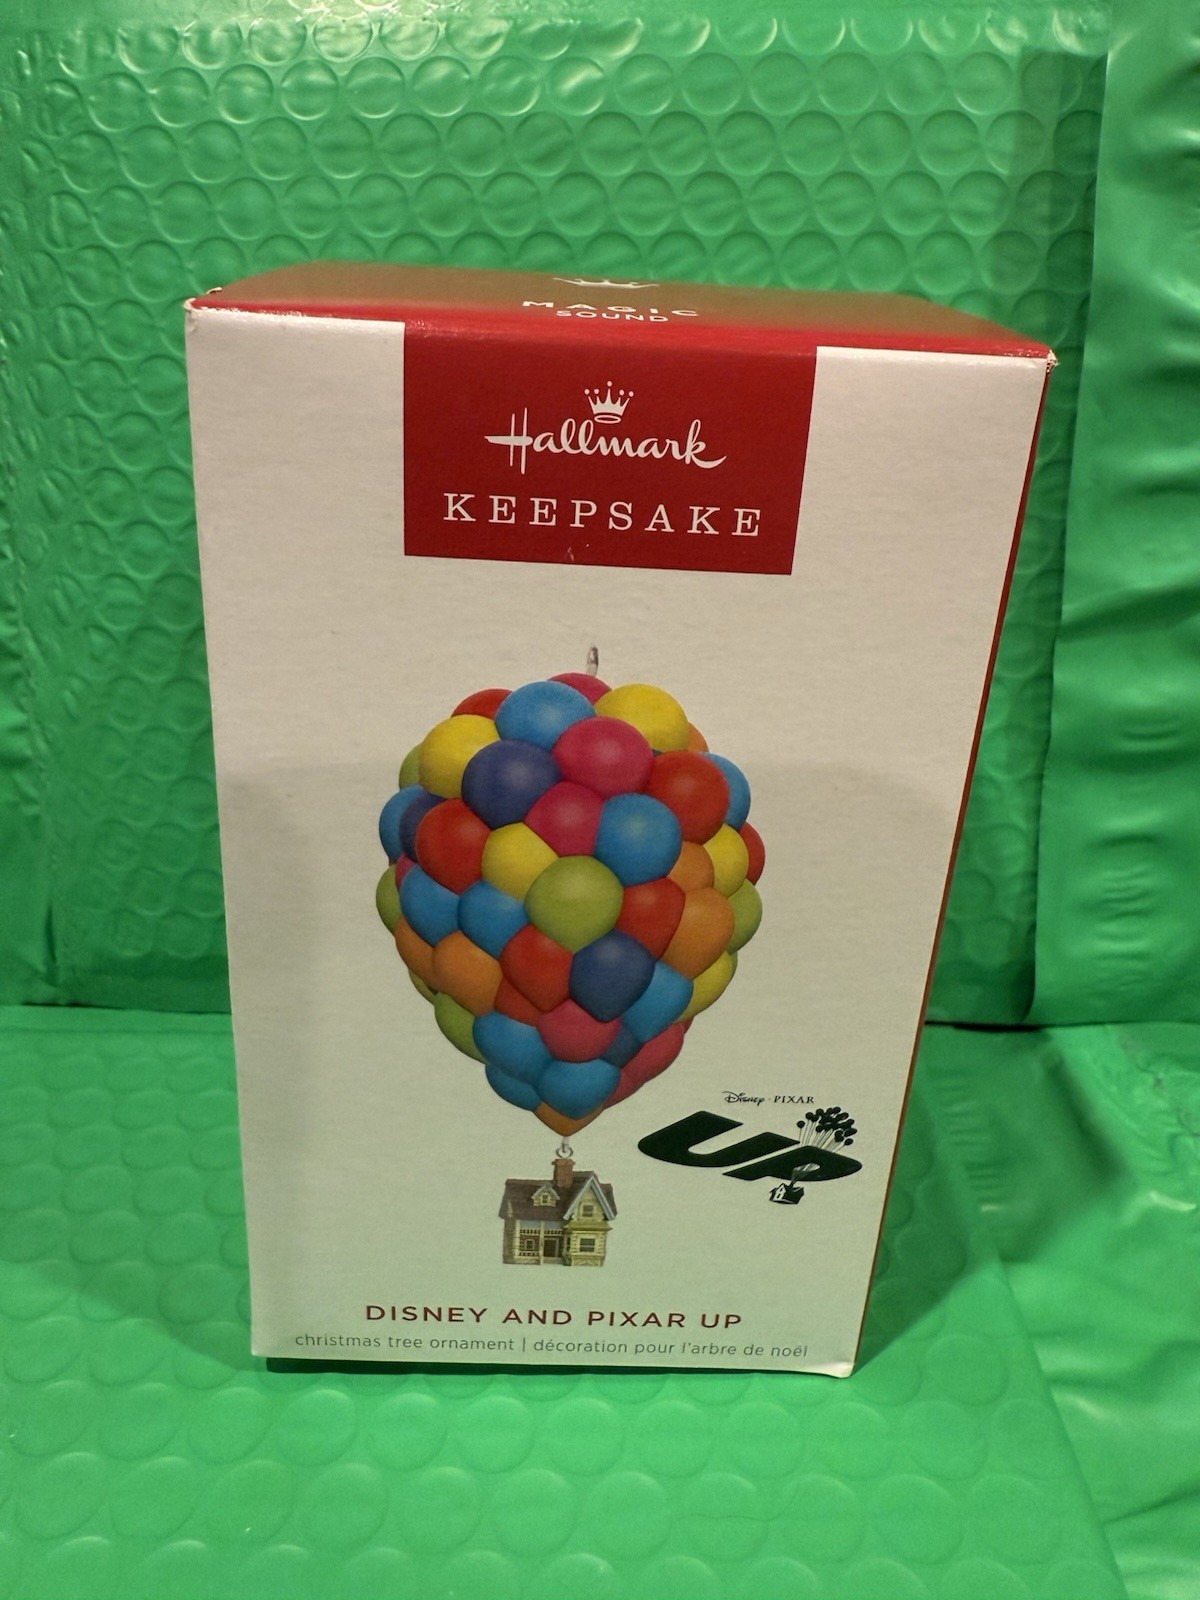 MAGIC
SOUND
Hallmark
KEEPSAKE
Disney · PIXAR
UP
DISNEY AND PIXAR UP
christmas tree ornament | décoration pour l'arbre de noël